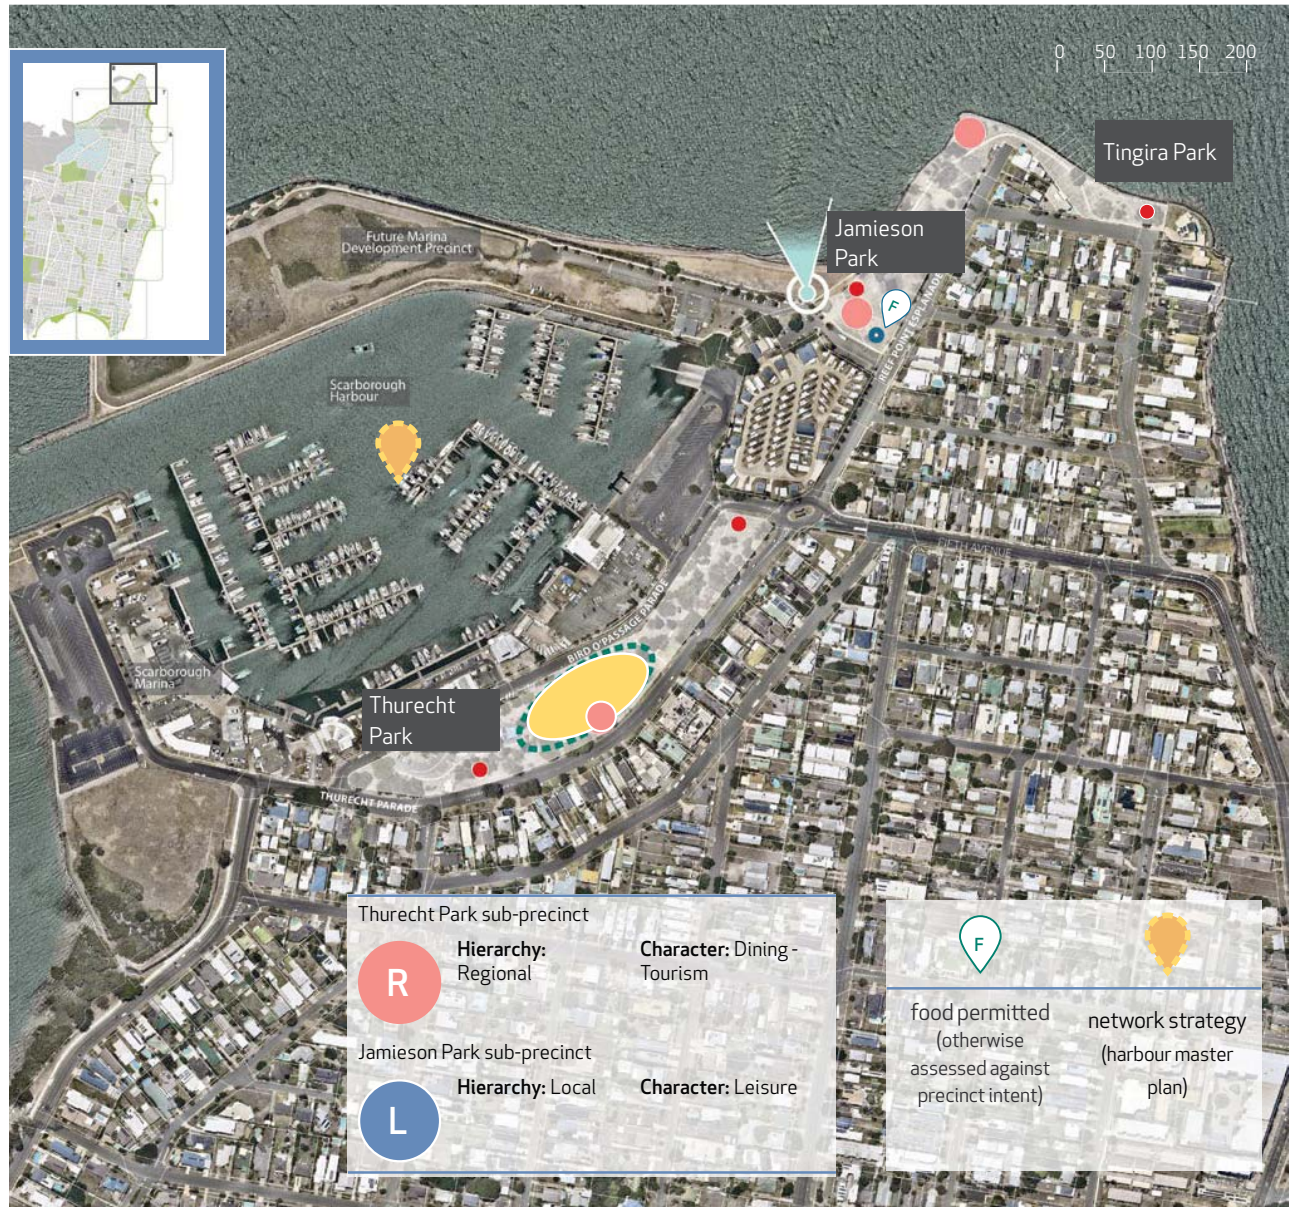 0 50 100 150 200
Tingira Park
Jamieson
Park
Future Marina
Development Precinct
F
REEF POINT ESPLANADE
Scarborough
Harbour
FIFTH AVENUE
BIRD O'PASSAGE PARADE
Scarborough
Marina
Thurecht
Park
THURECHT PARADE
Thurecht Park sub-precinct
R
Hierarchy:
Regional
Character: Dining -
Tourism
Jamieson Park sub-precinct
L
Hierarchy: Local
Character: Leisure
F
food permitted
(otherwise
assessed against
precinct intent)
network strategy
(harbour master
plan)